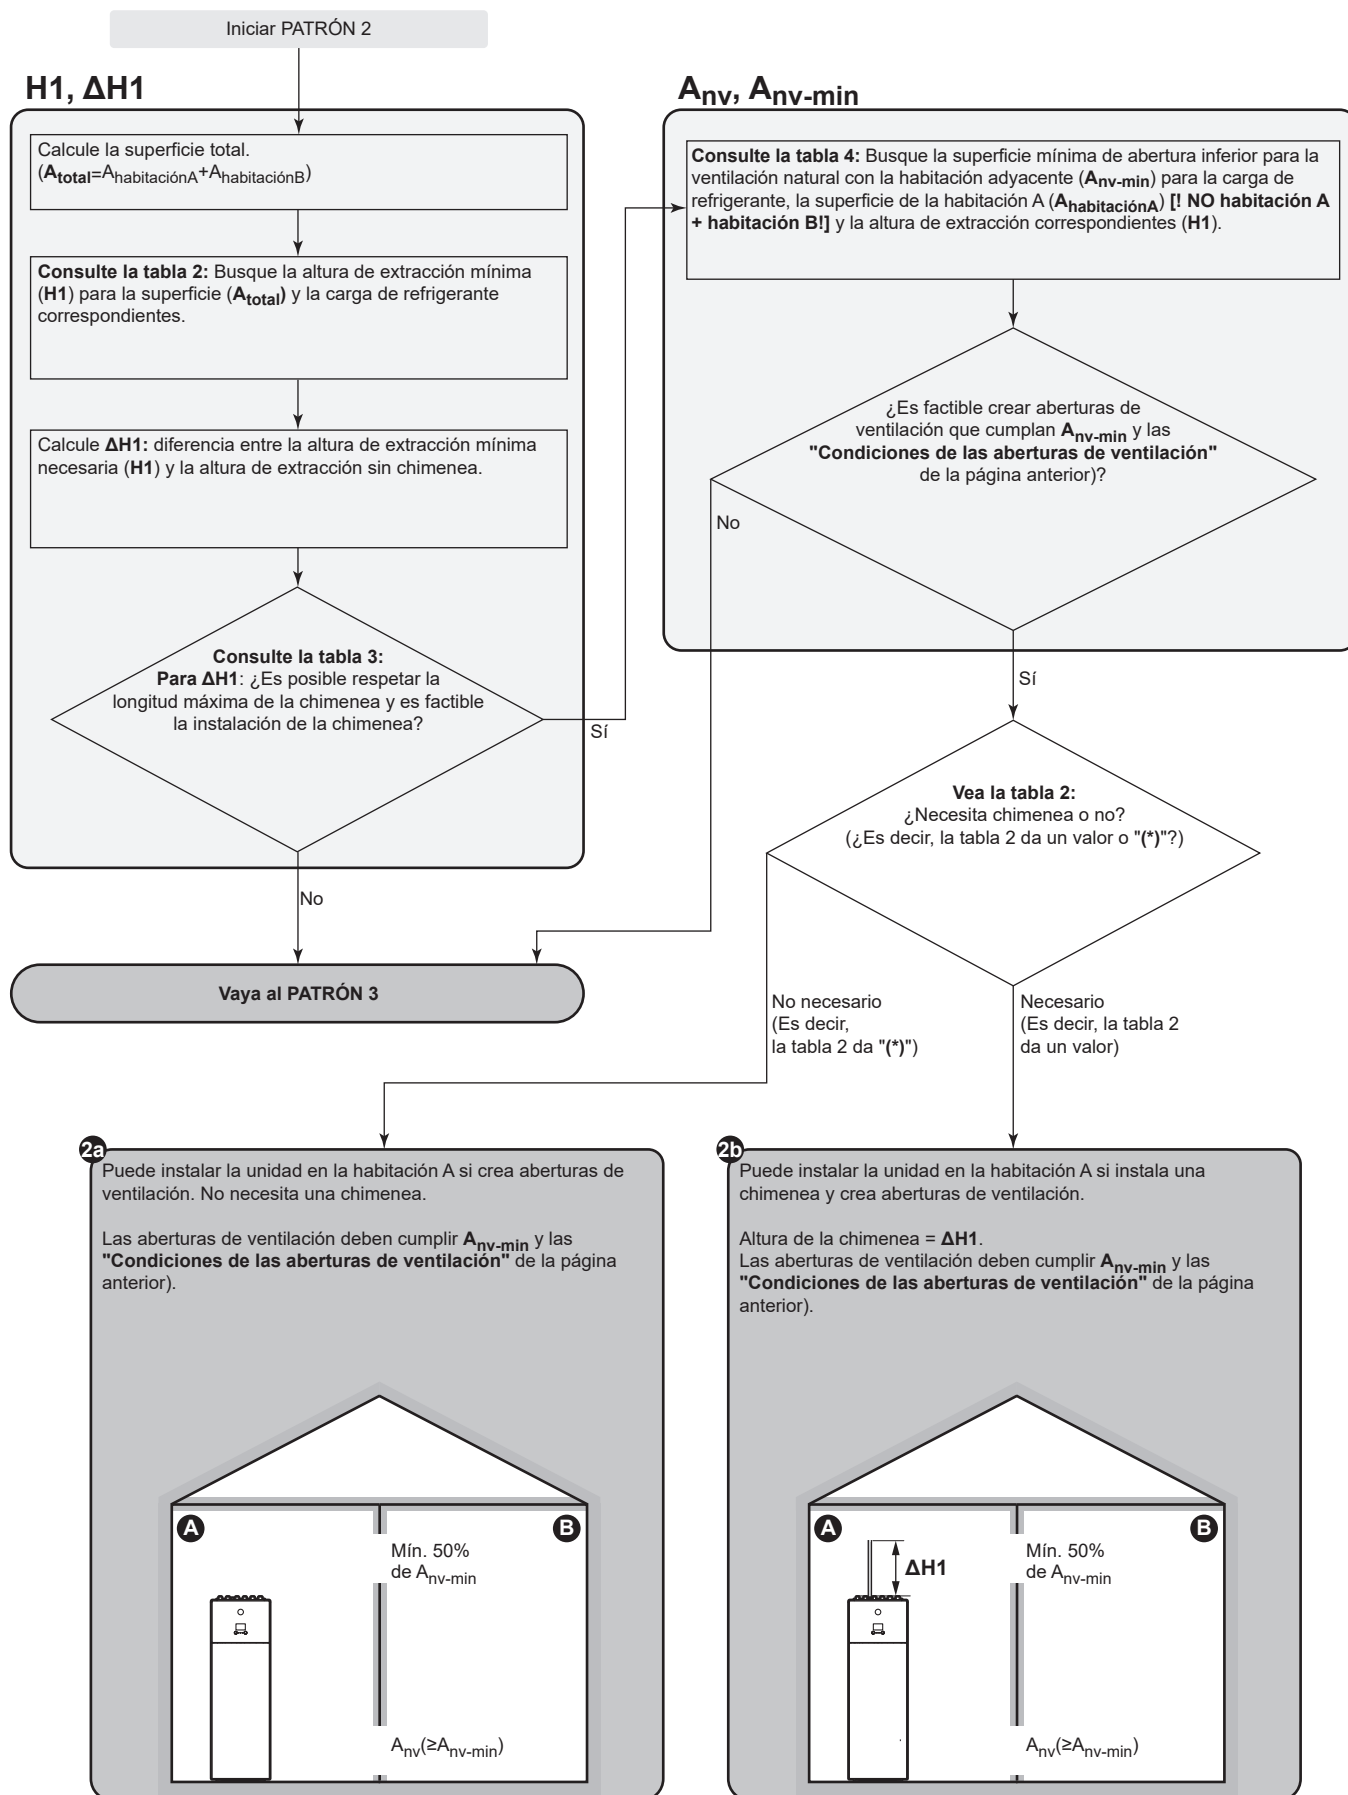 Iniciar PATRÓN 2
H1, ΔH1
Calcule la superficie total.
(Atotal=AhabitaciónA+AhabitaciónB)
Consulte la tabla 2: Busque la altura de extracción mínima
(H1) para la superficie (Atotal) y la carga de refrigerante
correspondientes.
Calcule ΔH1: diferencia entre la altura de extracción mínima
necesaria (H1) y la altura de extracción sin chimenea.
Consulte la tabla 3:
Para ΔH1: ¿Es posible respetar la
longitud máxima de la chimenea y es factible
la instalación de la chimenea?
Sí
No
Anv, Anv-min
Consulte la tabla 4: Busque la superficie mínima de abertura inferior para la
ventilación natural con la habitación adyacente (Anv-min) para la carga de
refrigerante, la superficie de la habitación A (AhabitaciónA) [! NO habitación A
+ habitación B!] y la altura de extracción correspondientes (H1).
¿Es factible crear aberturas de
ventilación que cumplan Anv-min y las
"Condiciones de las aberturas de ventilación"
de la página anterior)?
No
Sí
Vea la tabla 2:
¿Necesita chimenea o no?
(¿Es decir, la tabla 2 da un valor o "(*)"?)
Vaya al PATRÓN 3
No necesario
(Es decir,
la tabla 2 da "(*)")
Necesario
(Es decir, la tabla 2
da un valor)
2a
Puede instalar la unidad en la habitación A si crea aberturas de
ventilación. No necesita una chimenea.
Las aberturas de ventilación deben cumplir Anv-min y las
"Condiciones de las aberturas de ventilación" de la página
anterior).
A
B
Mín. 50%
de Anv-min
Anv(≥Anv-min)
2b
Puede instalar la unidad en la habitación A si instala una
chimenea y crea aberturas de ventilación.
Altura de la chimenea = ΔH1.
Las aberturas de ventilación deben cumplir Anv-min y las
"Condiciones de las aberturas de ventilación" de la página
anterior).
A
B
ΔH1
Mín. 50%
de Anv-min
Anv(≥Anv-min)